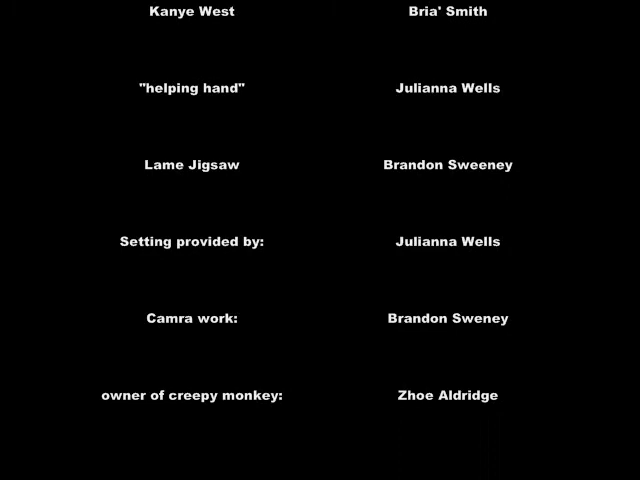 Kanye West Bria' Smith
"helping hand" Julianna Wells
Lame Jigsaw Brandon Sweeney
Setting provided by: Julianna Wells
Camra work: Brandon Sweney
owner of creepy monkey: Zhoe Aldridge